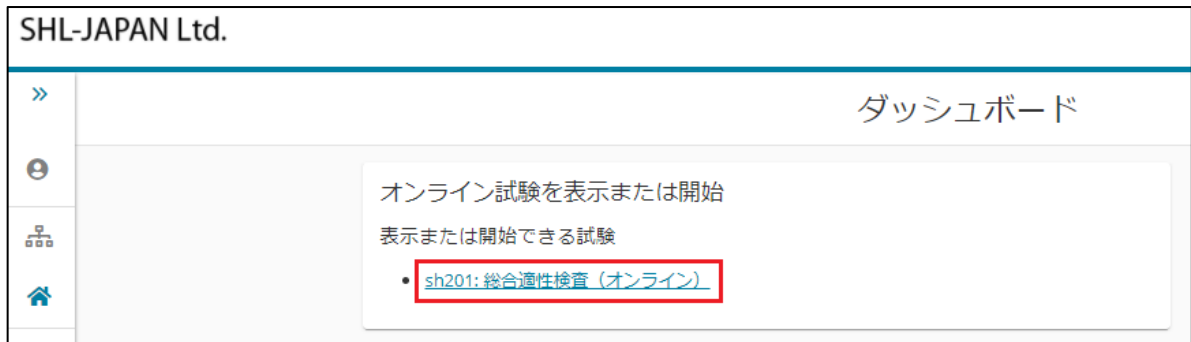 SHL-JAPAN Ltd.
ダッシュボード
オンライン試験を表示または開始
表示または開始できる試験
sh201: 総合適性検査（オンライン）